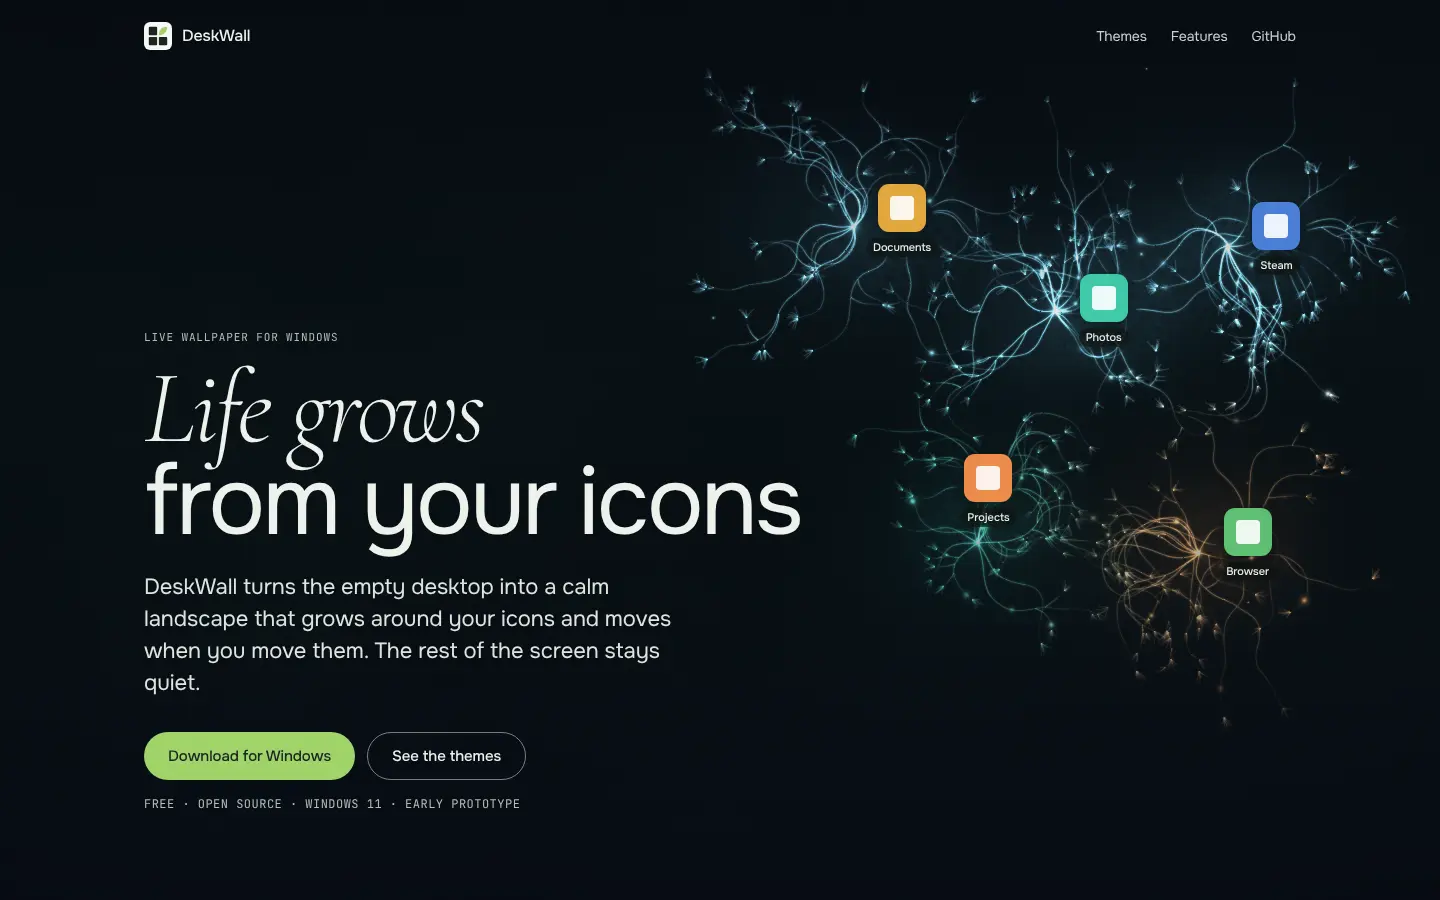 DeskWall
Themes
Features
GitHub
Documents
Steam
Photos
LIVE WALLPAPER FOR WINDOWS
Life grows
from your icons
Projects
Browser
DeskWall turns the empty desktop into a calm
landscape that grows around your icons and moves
when you move them. The rest of the screen stays
quiet.
Download for Windows
See the themes
FREE · OPEN SOURCE · WINDOWS 11 · EARLY PROTOTYPE